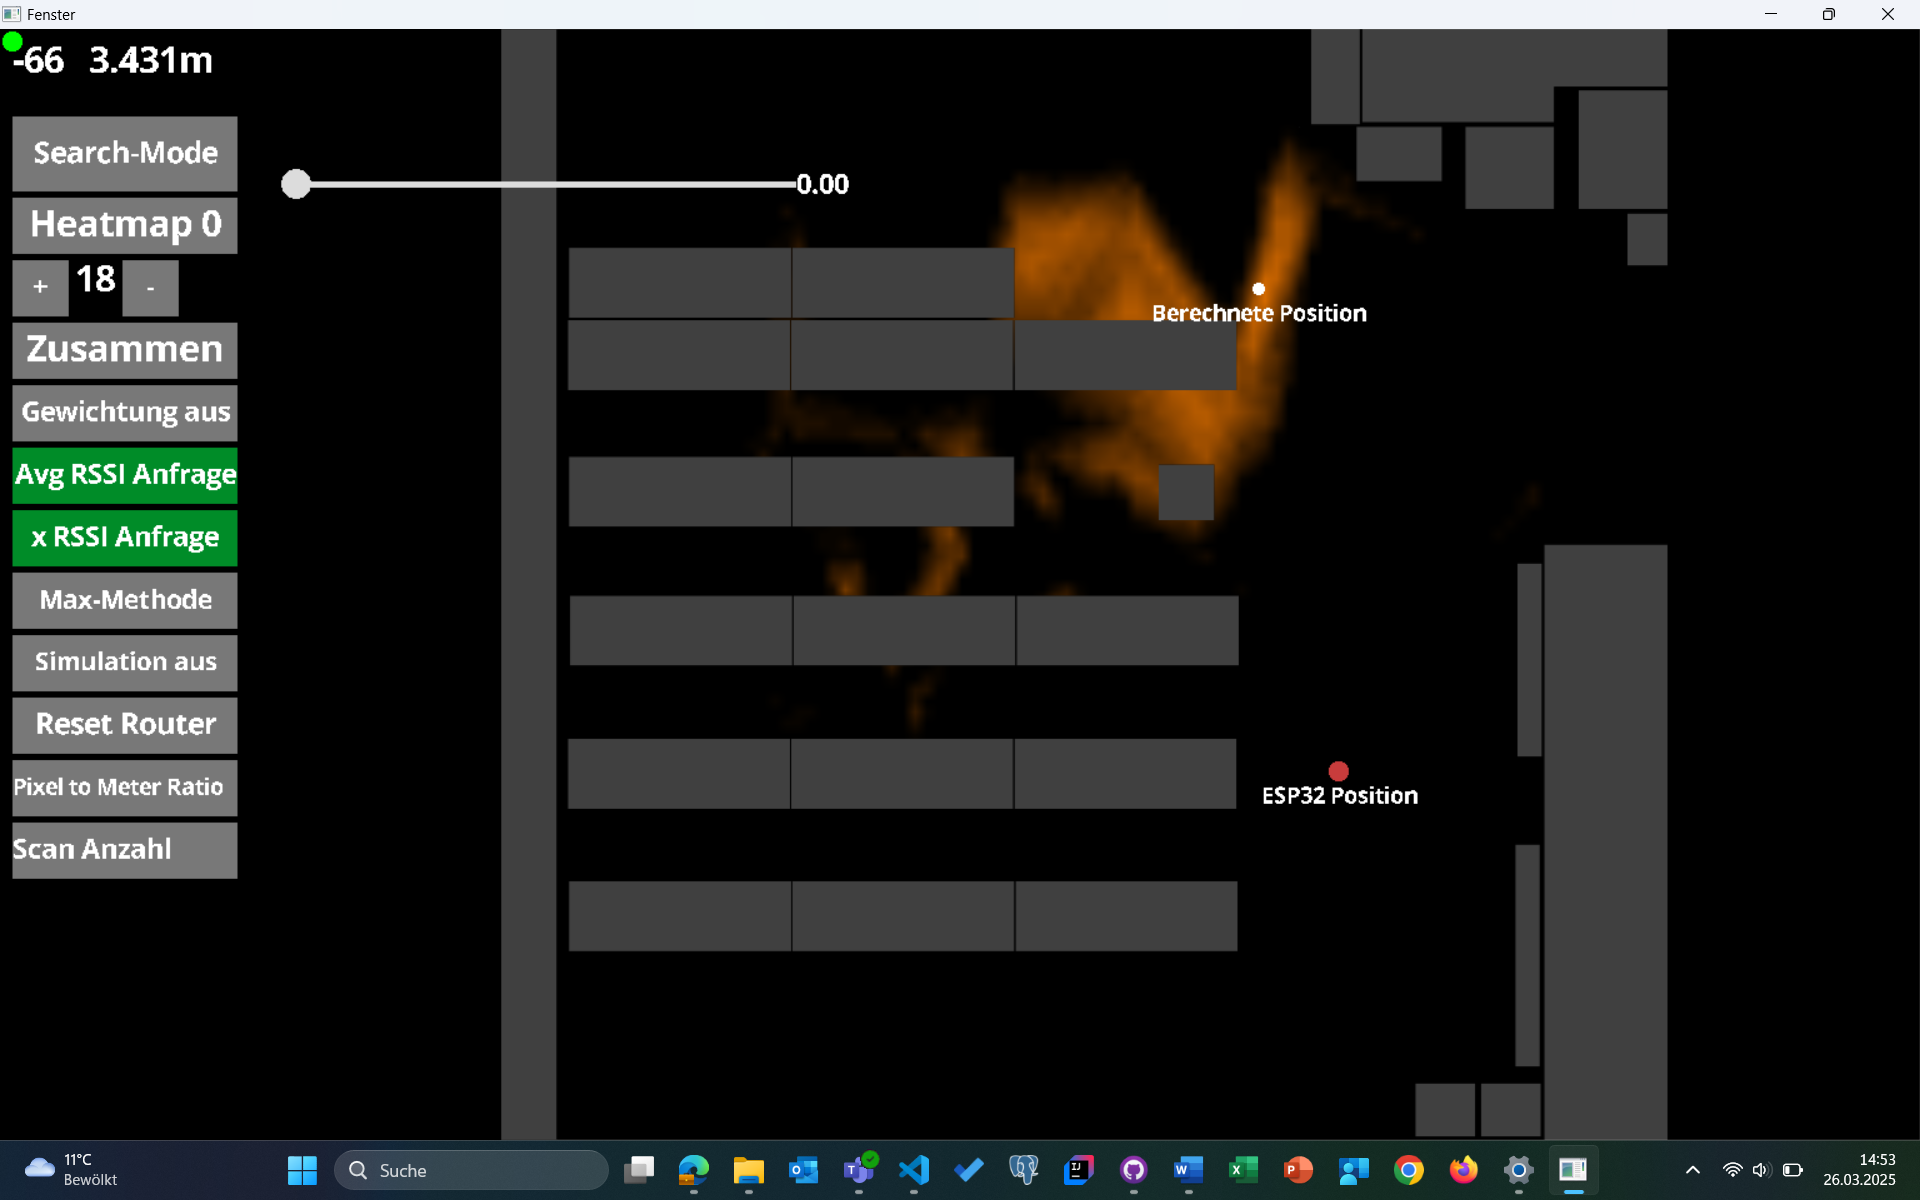 Fenster
-66 3.431m
Search-Mode
0.00
Heatmap 0
+ 18 -
Berechnete Position
Zusammen
Gewichtung aus
Avg RSSI Anfrage
x RSSI Anfrage
Max-Methode
Simulation aus
Reset Router
Pixel to Meter Ratio
ESP32 Position
Scan Anzahl
11°C
Bewölkt
Suche
14:53
26.03.2025